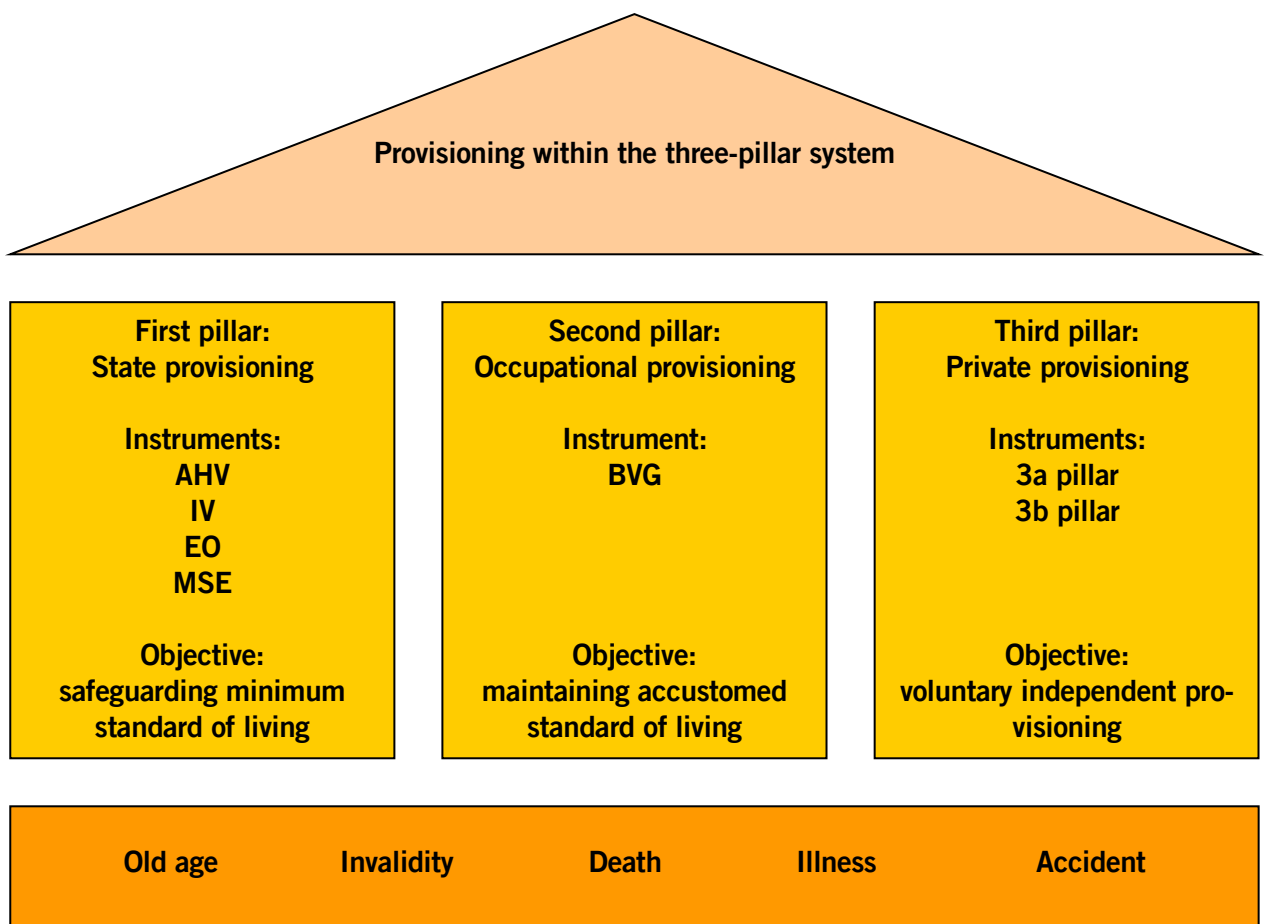 Provisioning within the three-pillar system
First pillar:
State provisioning
Instruments:
AHV
IV
EO
MSE
Objective:
safeguarding minimum
standard of living
Second pillar:
Occupational provisioning
Instrument:
BVG
Objective:
maintaining accustomed
standard of living
Third pillar:
Private provisioning
Instruments:
3a pillar
3b pillar
Objective:
voluntary independent pro-
visioning
Old age Invalidity Death Illness Accident